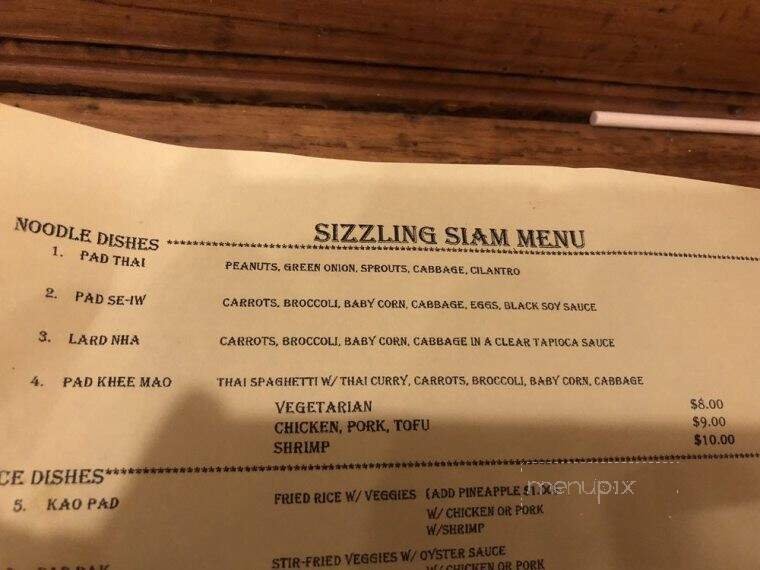 SIZZLING SIAM MENU
NOODLE DISHES ****************************************
1. PAD THAI PEANUTS, GREEN ONION, SPROUTS, CABBAGE, CILANTRO
2. PAD SE-IW CARROTS, BROCCOLI, BABY CORN, CABBAGE, EGGS, BLACK SOY SAUCE
3. LARD NHA CARROTS, BROCCOLI, BABY CORN, CABBAGE IN A CLEAR TAPIOCA SAUCE
4. PAD KHEE MAO THAI SPAGHETTI W/ THAI CURRY, CARROTS, BROCCOLI, BABY CORN, CABBAGE
VEGETARIAN $8.00
CHICKEN, PORK, TOFU $9.00
SHRIMP $10.00
CE DISHES****************************************
5. KAO PAD FRIED RICE W/ VEGGIES (ADD PINEAPPLE
W/ CHICKEN OR PORK
W/SHRIMP
STIR-FRIED VEGGIES W/ OYSTER SAUCE
W/ CHICKEN OR PORK
menupix